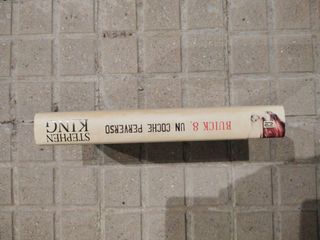 STEPHEN
KING
BUICK 8, UN COCHE PERVERSO